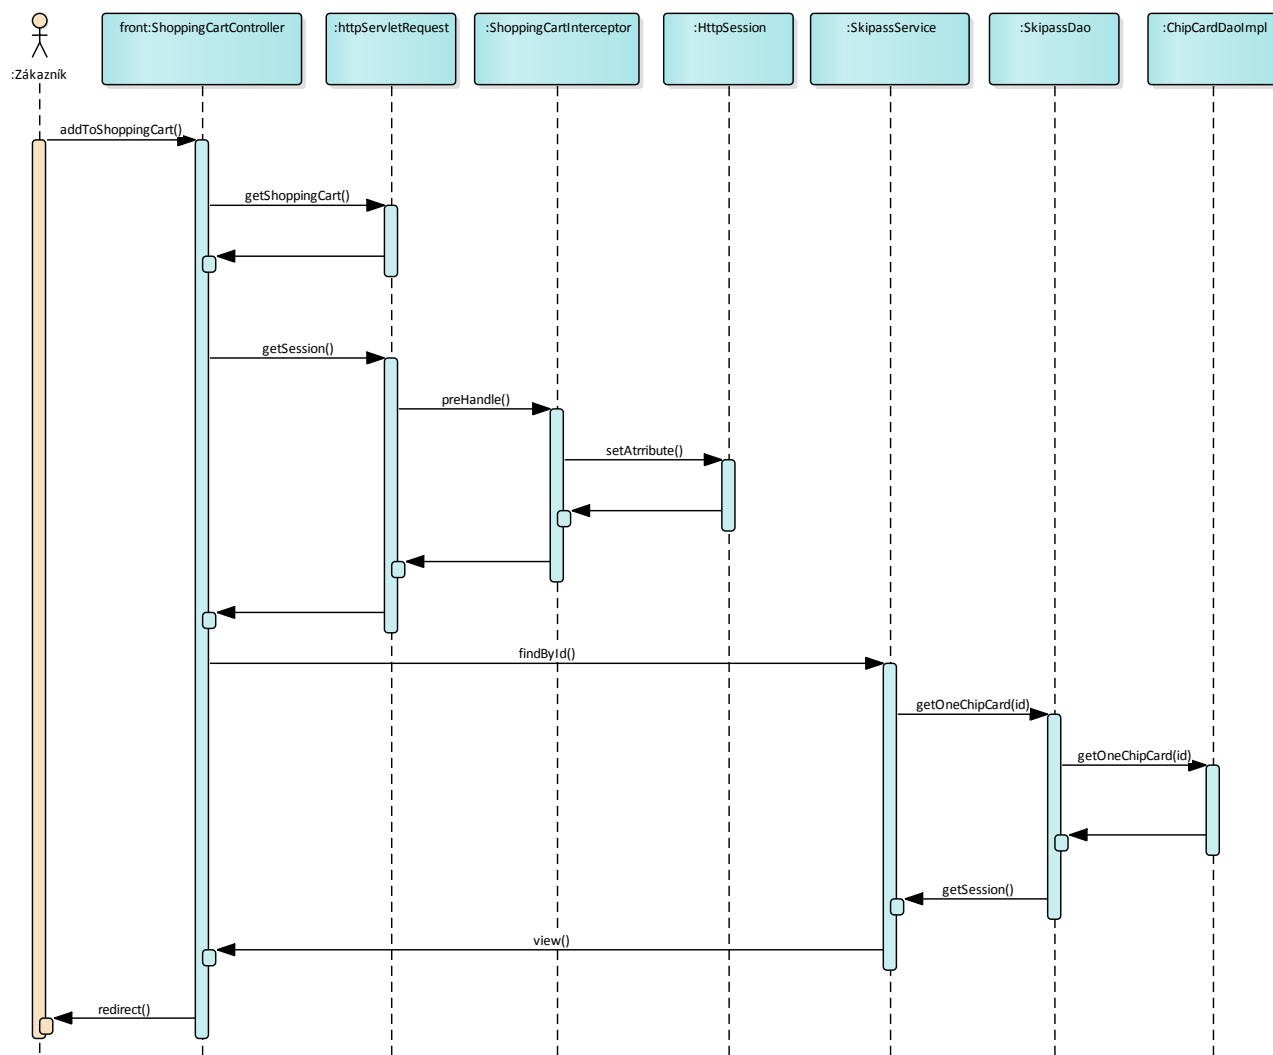 front:ShoppingCartController
:httpServletRequest
:ShoppingCartInterceptor
:HttpSession
:SkipassService
:SkipassDao
:ChipCardDaoImpl
:Zákazník
addToShoppingCart()
getShoppingCart()
getSession()
preHandle()
setAtrribute()
findById()
getOneChipCard(id)
getOneChipCard(id)
getSession()
view()
redirect()